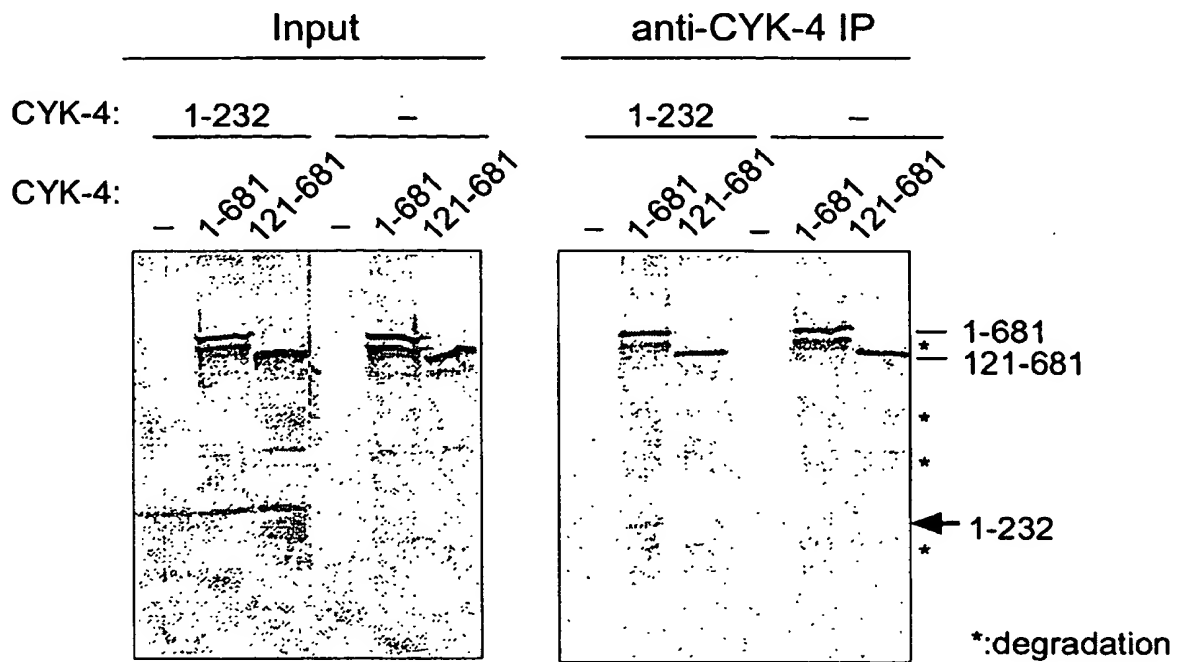 Input anti-CYK-4 IP
CYK-4: 1-232 – 1-232 –
CYK-4: – 1-681 121-681 – 1-681 121-681 – 1-681 121-681 – 1-681 121-681
1-681
*
121-681
*
*
1-232
*
*:degradation